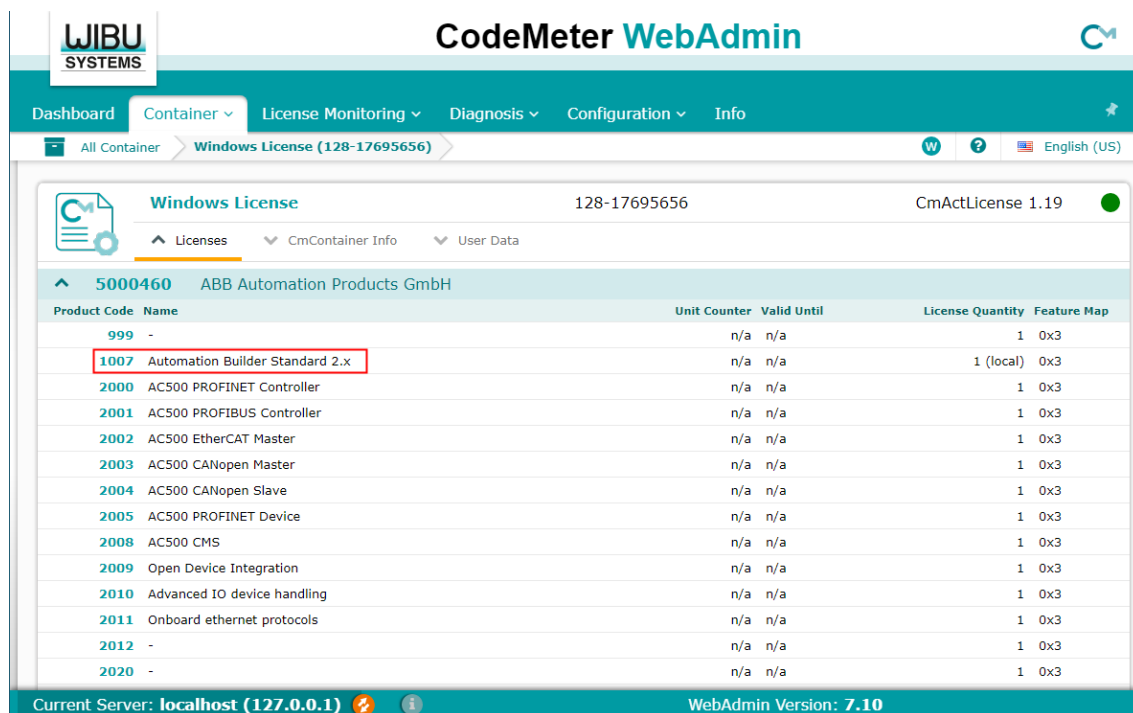 WIBU
SYSTEMS
CodeMeter WebAdmin
CM
Dashboard Container License Monitoring Diagnosis Configuration Info
All Container Windows License (128-17695656) W ? English (US)
CM Windows License 128-17695656 CmActLicense 1.19
Licenses CmContainer Info User Data
5000460 ABB Automation Products GmbH
Product Code Name Unit Counter Valid Until License Quantity Feature Map
999 - n/a n/a 1 0x3
1007 Automation Builder Standard 2.x n/a n/a 1 (local) 0x3
2000 AC500 PROFINET Controller n/a n/a 1 0x3
2001 AC500 PROFIBUS Controller n/a n/a 1 0x3
2002 AC500 EtherCAT Master n/a n/a 1 0x3
2003 AC500 CANopen Master n/a n/a 1 0x3
2004 AC500 CANopen Slave n/a n/a 1 0x3
2005 AC500 PROFINET Device n/a n/a 1 0x3
2008 AC500 CMS n/a n/a 1 0x3
2009 Open Device Integration n/a n/a 1 0x3
2010 Advanced IO device handling n/a n/a 1 0x3
2011 Onboard ethernet protocols n/a n/a 1 0x3
2012 - n/a n/a 1 0x3
2020 - n/a n/a 1 0x3
Current Server: localhost (127.0.0.1) i WebAdmin Version: 7.10